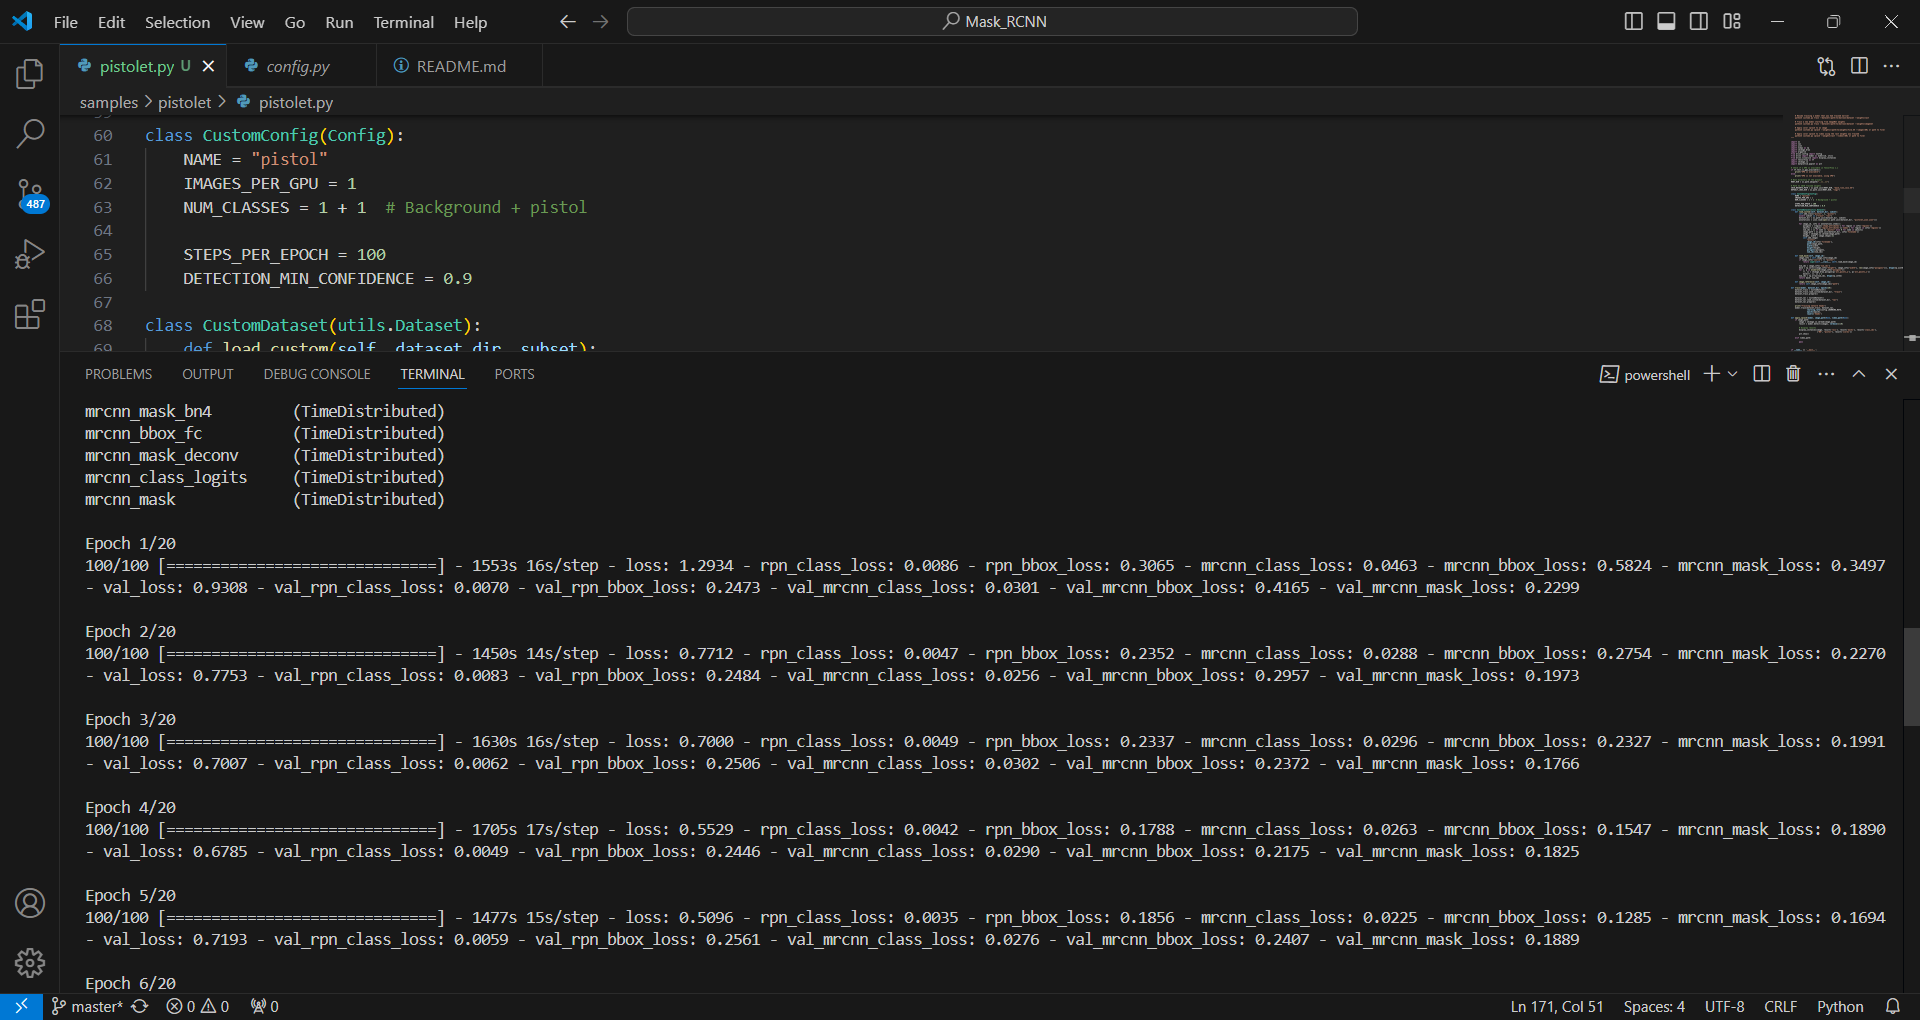 File Edit Selection View Go Run Terminal Help
Mask_RCNN
pistolet.py U
config.py
README.md
samples > pistolet > pistolet.py
60 class CustomConfig(Config):
61 NAME = "pistol"
62 IMAGES_PER_GPU = 1
63 NUM_CLASSES = 1 + 1 # Background + pistol
64
65 STEPS_PER_EPOCH = 100
66 DETECTION_MIN_CONFIDENCE = 0.9
67
68 class CustomDataset(utils.Dataset):
69 def load_custom(self, dataset_dir, subset):
487
PROBLEMS OUTPUT DEBUG CONSOLE TERMINAL PORTS
powershell
mrcnn_mask_bn4 (TimeDistributed)
mrcnn_bbox_fc (TimeDistributed)
mrcnn_mask_deconv (TimeDistributed)
mrcnn_class_logits (TimeDistributed)
mrcnn_mask (TimeDistributed)
Epoch 1/20
100/100 [==============================] - 1553s 16s/step - loss: 1.2934 - rpn_class_loss: 0.0086 - rpn_bbox_loss: 0.3065 - mrcnn_class_loss: 0.0463 - mrcnn_bbox_loss: 0.5824 - mrcnn_mask_loss: 0.3497
- val_loss: 0.9308 - val_rpn_class_loss: 0.0070 - val_rpn_bbox_loss: 0.2473 - val_mrcnn_class_loss: 0.0301 - val_mrcnn_bbox_loss: 0.4165 - val_mrcnn_mask_loss: 0.2299
Epoch 2/20
100/100 [==============================] - 1450s 14s/step - loss: 0.7712 - rpn_class_loss: 0.0047 - rpn_bbox_loss: 0.2352 - mrcnn_class_loss: 0.0288 - mrcnn_bbox_loss: 0.2754 - mrcnn_mask_loss: 0.2270
- val_loss: 0.7753 - val_rpn_class_loss: 0.0083 - val_rpn_bbox_loss: 0.2484 - val_mrcnn_class_loss: 0.0256 - val_mrcnn_bbox_loss: 0.2957 - val_mrcnn_mask_loss: 0.1973
Epoch 3/20
100/100 [==============================] - 1630s 16s/step - loss: 0.7000 - rpn_class_loss: 0.0049 - rpn_bbox_loss: 0.2337 - mrcnn_class_loss: 0.0296 - mrcnn_bbox_loss: 0.2327 - mrcnn_mask_loss: 0.1991
- val_loss: 0.7007 - val_rpn_class_loss: 0.0062 - val_rpn_bbox_loss: 0.2506 - val_mrcnn_class_loss: 0.0302 - val_mrcnn_bbox_loss: 0.2372 - val_mrcnn_mask_loss: 0.1766
Epoch 4/20
100/100 [==============================] - 1705s 17s/step - loss: 0.5529 - rpn_class_loss: 0.0042 - rpn_bbox_loss: 0.1788 - mrcnn_class_loss: 0.0263 - mrcnn_bbox_loss: 0.1547 - mrcnn_mask_loss: 0.1890
- val_loss: 0.6785 - val_rpn_class_loss: 0.0049 - val_rpn_bbox_loss: 0.2446 - val_mrcnn_class_loss: 0.0290 - val_mrcnn_bbox_loss: 0.2175 - val_mrcnn_mask_loss: 0.1825
Epoch 5/20
100/100 [==============================] - 1477s 15s/step - loss: 0.5096 - rpn_class_loss: 0.0035 - rpn_bbox_loss: 0.1856 - mrcnn_class_loss: 0.0225 - mrcnn_bbox_loss: 0.1285 - mrcnn_mask_loss: 0.1694
- val_loss: 0.7193 - val_rpn_class_loss: 0.0059 - val_rpn_bbox_loss: 0.2561 - val_mrcnn_class_loss: 0.0276 - val_mrcnn_bbox_loss: 0.2407 - val_mrcnn_mask_loss: 0.1889
Epoch 6/20
master* 0 0 0 Ln 171, Col 51 Spaces: 4 UTF-8 CRLF Python